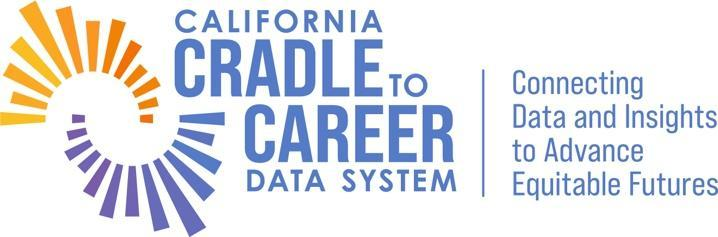 CALIFORNIA
CRADLE TO
CAREER
DATA SYSTEM
Connecting
Data and Insights
to Advance
Equitable Futures